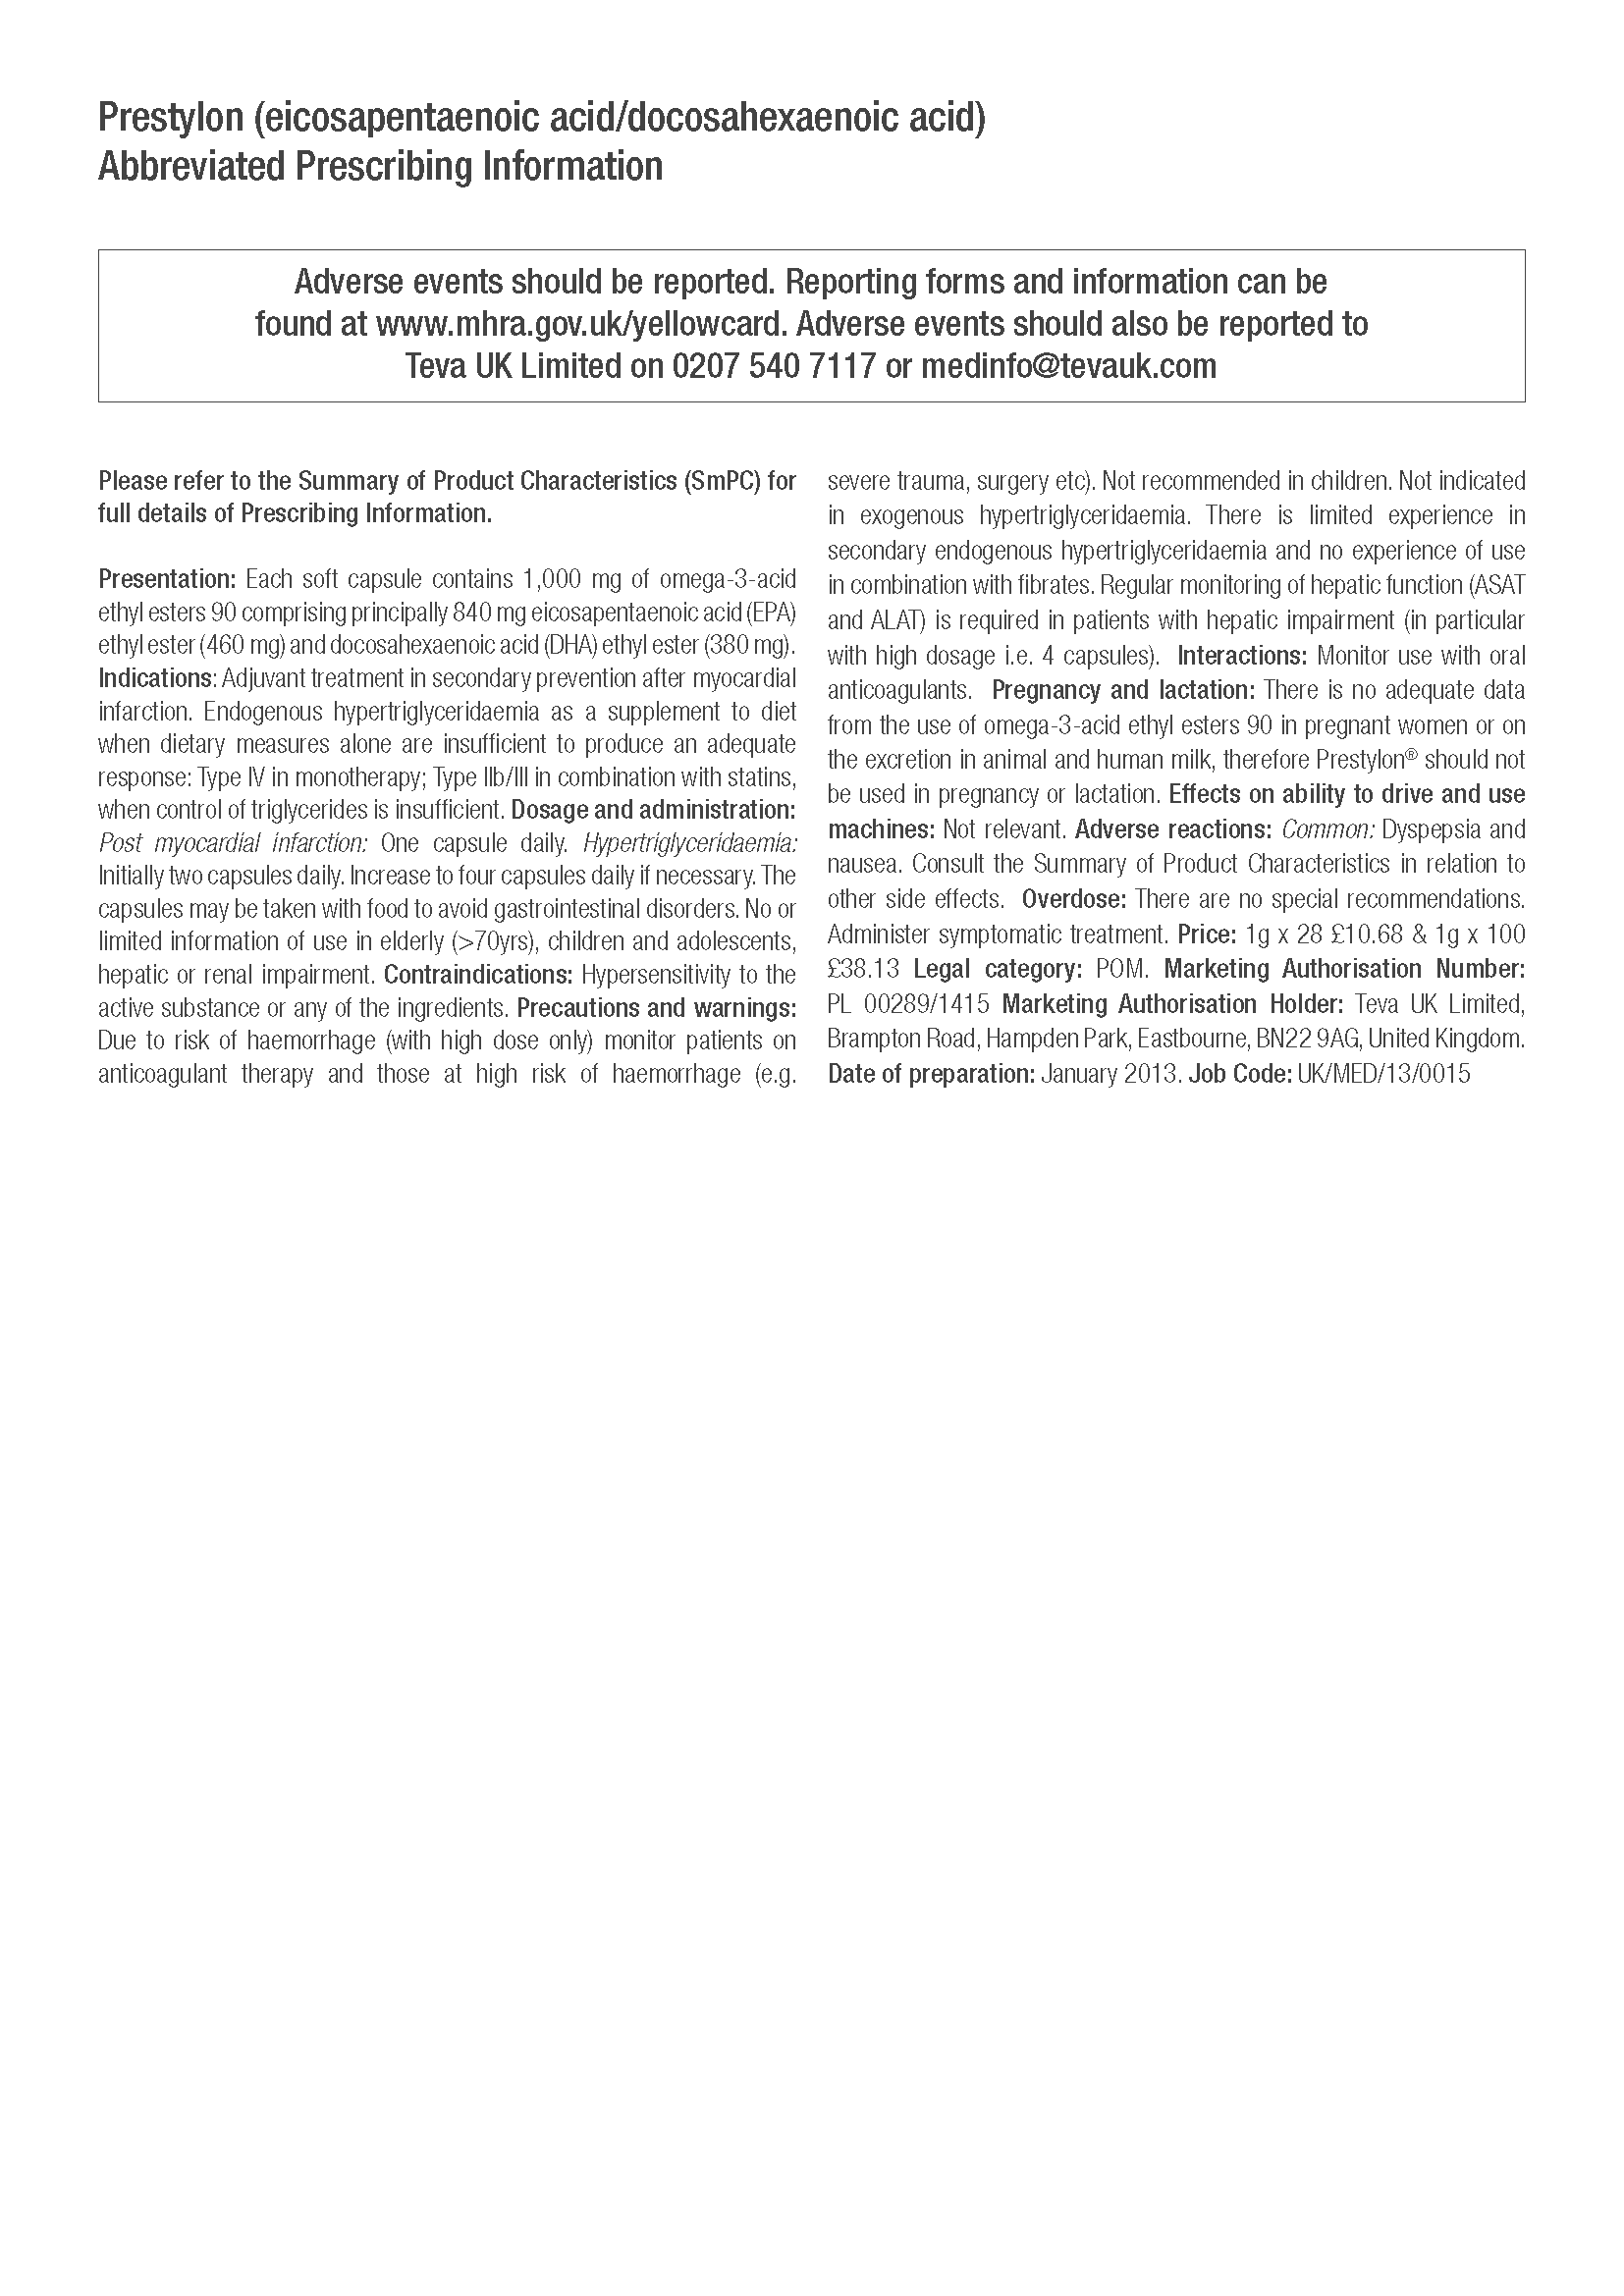 Prestylon (eicosapentaenoic acid/docosahexaenoic acid)
Abbreviated Prescribing Information
Adverse events should be reported. Reporting forms and information can be
found at www.mhra.gov.uk/yellowcard. Adverse events should also be reported to
Teva UK Limited on 0207 540 7117 or medinfo@tevauk.com
Please refer to the Summary of Product Characteristics (SmPC) for
full details of Prescribing Information.
Presentation: Each soft capsule contains 1,000 mg of omega-3-acid
ethyl esters 90 comprising principally 840 mg eicosapentaenoic acid (EPA)
ethyl ester (460 mg) and docosahexaenoic acid (DHA) ethyl ester (380 mg).
Indications: Adjuvant treatment in secondary prevention after myocardial
infarction. Endogenous hypertriglyceridaemia as a supplement to diet
when dietary measures alone are insufficient to produce an adequate
response: Type IV in monotherapy; Type IIb/III in combination with statins,
when control of triglycerides is insufficient. Dosage and administration:
Post myocardial infarction: One capsule daily. Hypertriglyceridaemia:
Initially two capsules daily. Increase to four capsules daily if necessary. The
capsules may be taken with food to avoid gastrointestinal disorders. No or
limited information of use in elderly (>70yrs), children and adolescents,
hepatic or renal impairment. Contraindications: Hypersensitivity to the
active substance or any of the ingredients. Precautions and warnings:
Due to risk of haemorrhage (with high dose only) monitor patients on
anticoagulant therapy and those at high risk of haemorrhage (e.g.
severe trauma, surgery etc). Not recommended in children. Not indicated
in exogenous hypertriglyceridaemia. There is limited experience in
secondary endogenous hypertriglyceridaemia and no experience of use
in combination with fibrates. Regular monitoring of hepatic function (ASAT
and ALAT) is required in patients with hepatic impairment (in particular
with high dosage i.e. 4 capsules). Interactions: Monitor use with oral
anticoagulants. Pregnancy and lactation: There is no adequate data
from the use of omega-3-acid ethyl esters 90 in pregnant women or on
the excretion in animal and human milk, therefore Prestylon® should not
be used in pregnancy or lactation. Effects on ability to drive and use
machines: Not relevant. Adverse reactions: Common: Dyspepsia and
nausea. Consult the Summary of Product Characteristics in relation to
other side effects. Overdose: There are no special recommendations.
Administer symptomatic treatment. Price: 1g x 28 £10.68 & 1g x 100
£38.13 Legal category: POM. Marketing Authorisation Number:
PL 00289/1415 Marketing Authorisation Holder: Teva UK Limited,
Brampton Road, Hampden Park, Eastbourne, BN22 9AG, United Kingdom.
Date of preparation: January 2013. Job Code: UK/MED/13/0015